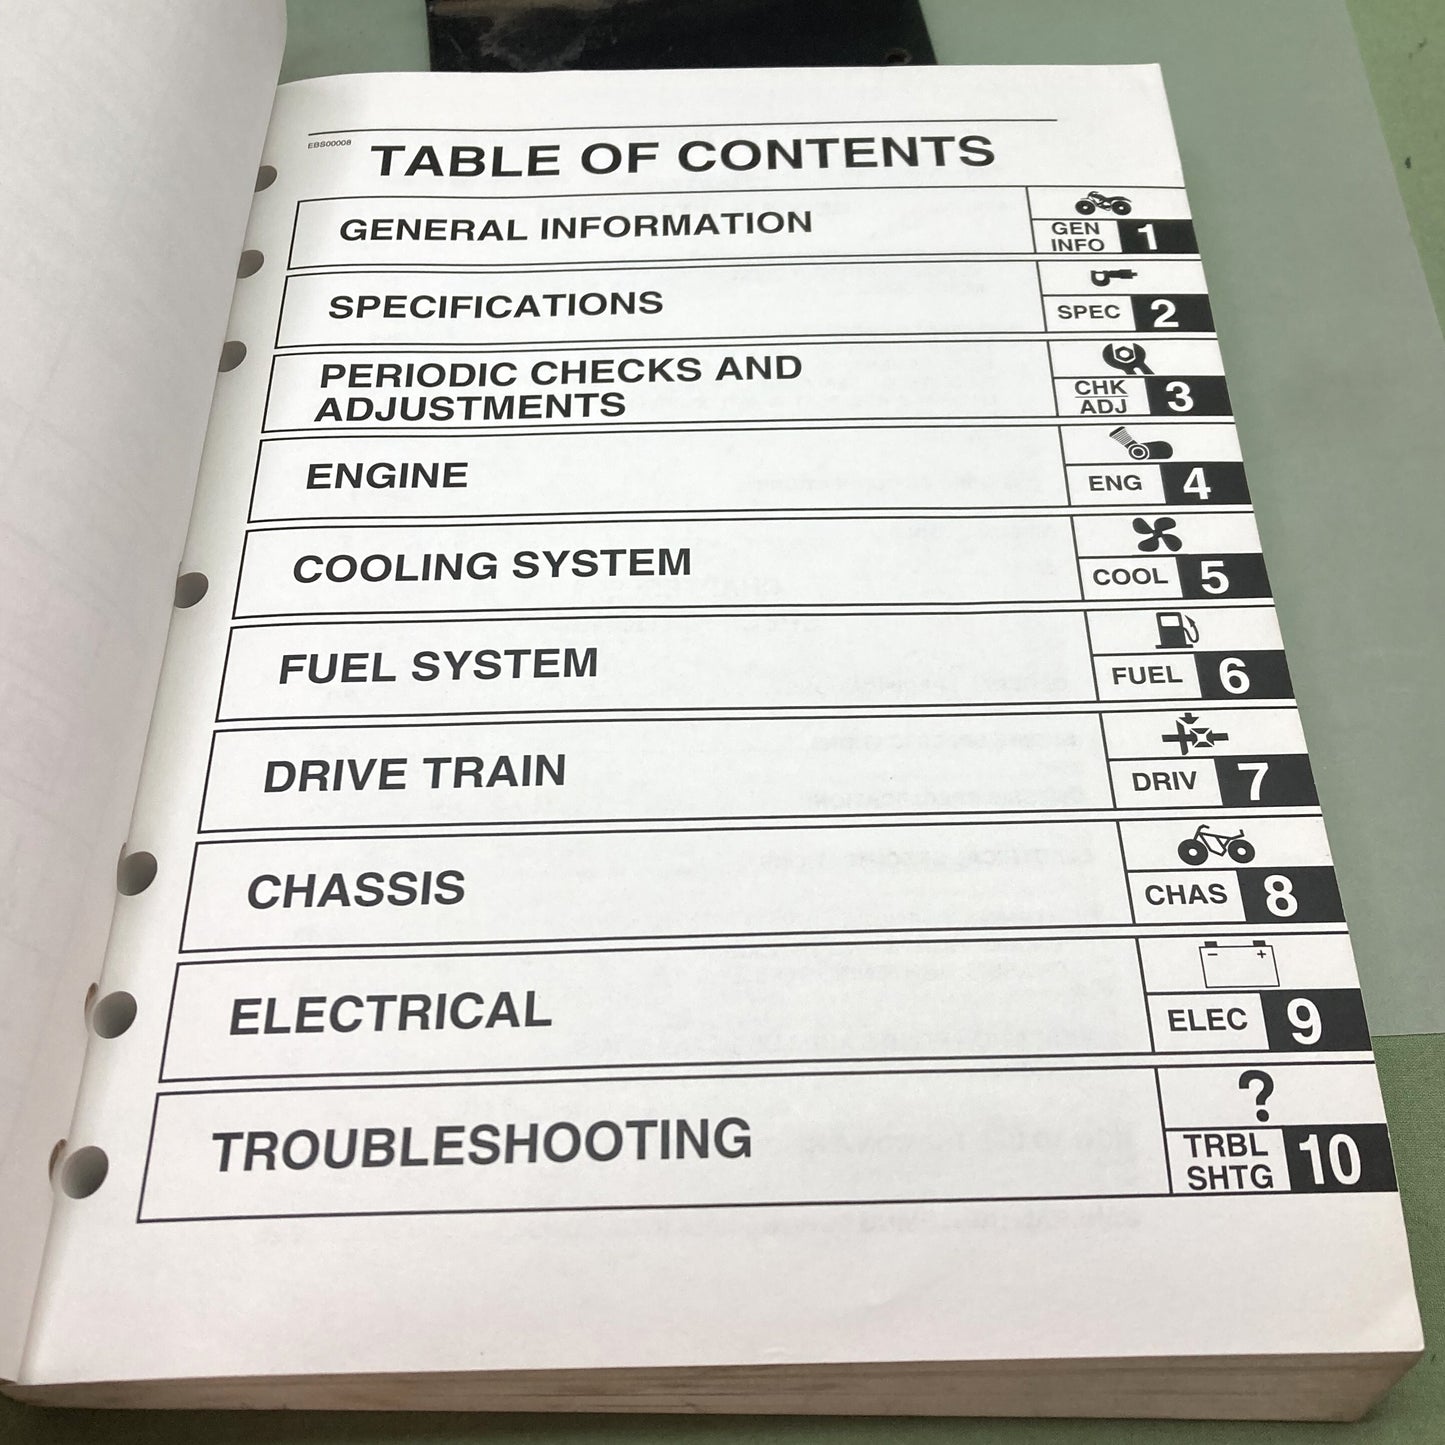 EBS00008
TABLE OF CONTENTS
GENERAL INFORMATION
GEN
INFO
1
SPECIFICATIONS
SPEC
2
PERIODIC CHECKS AND
ADJUSTMENTS
CHK
ADJ
3
ENGINE
ENG
4
COOLING SYSTEM
COOL
5
FUEL SYSTEM
FUEL
6
DRIVE TRAIN
DRIV
7
CHASSIS
CHAS
8
ELECTRICAL
– +
ELEC
9
TROUBLESHOOTING
?
TRBL
SHTG
10